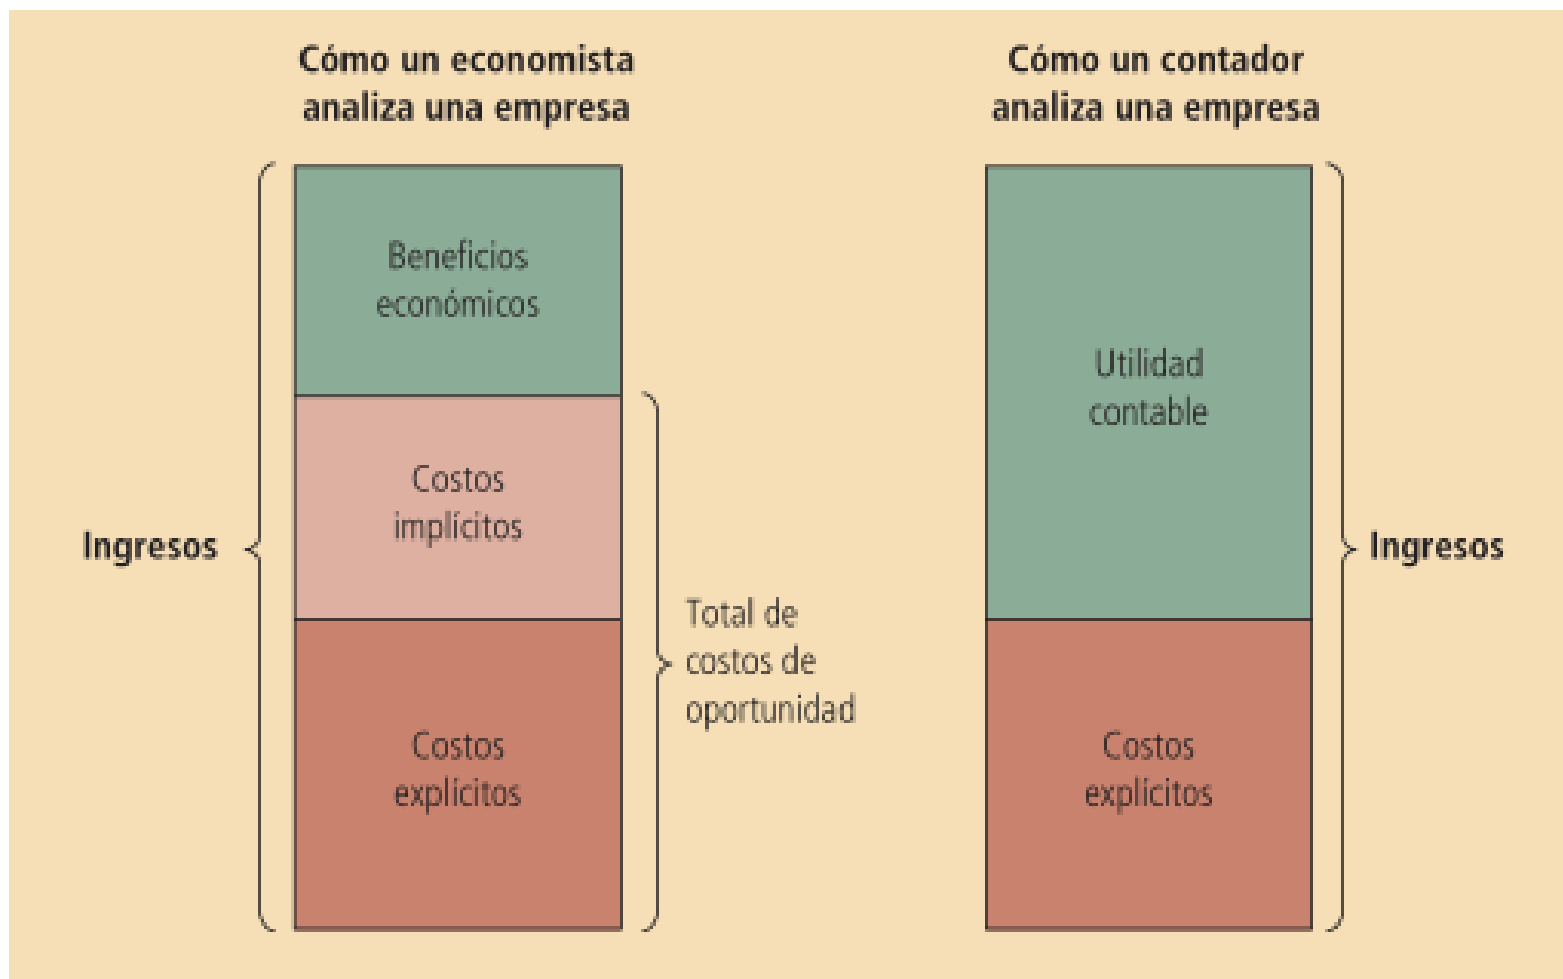 Cómo un economista
analiza una empresa
Beneficios
económicos
Costos
implícitos
Costos
explícitos
Ingresos
Total de
costos de
oportunidad
Cómo un contador
analiza una empresa
Utilidad
contable
Costos
explícitos
Ingresos